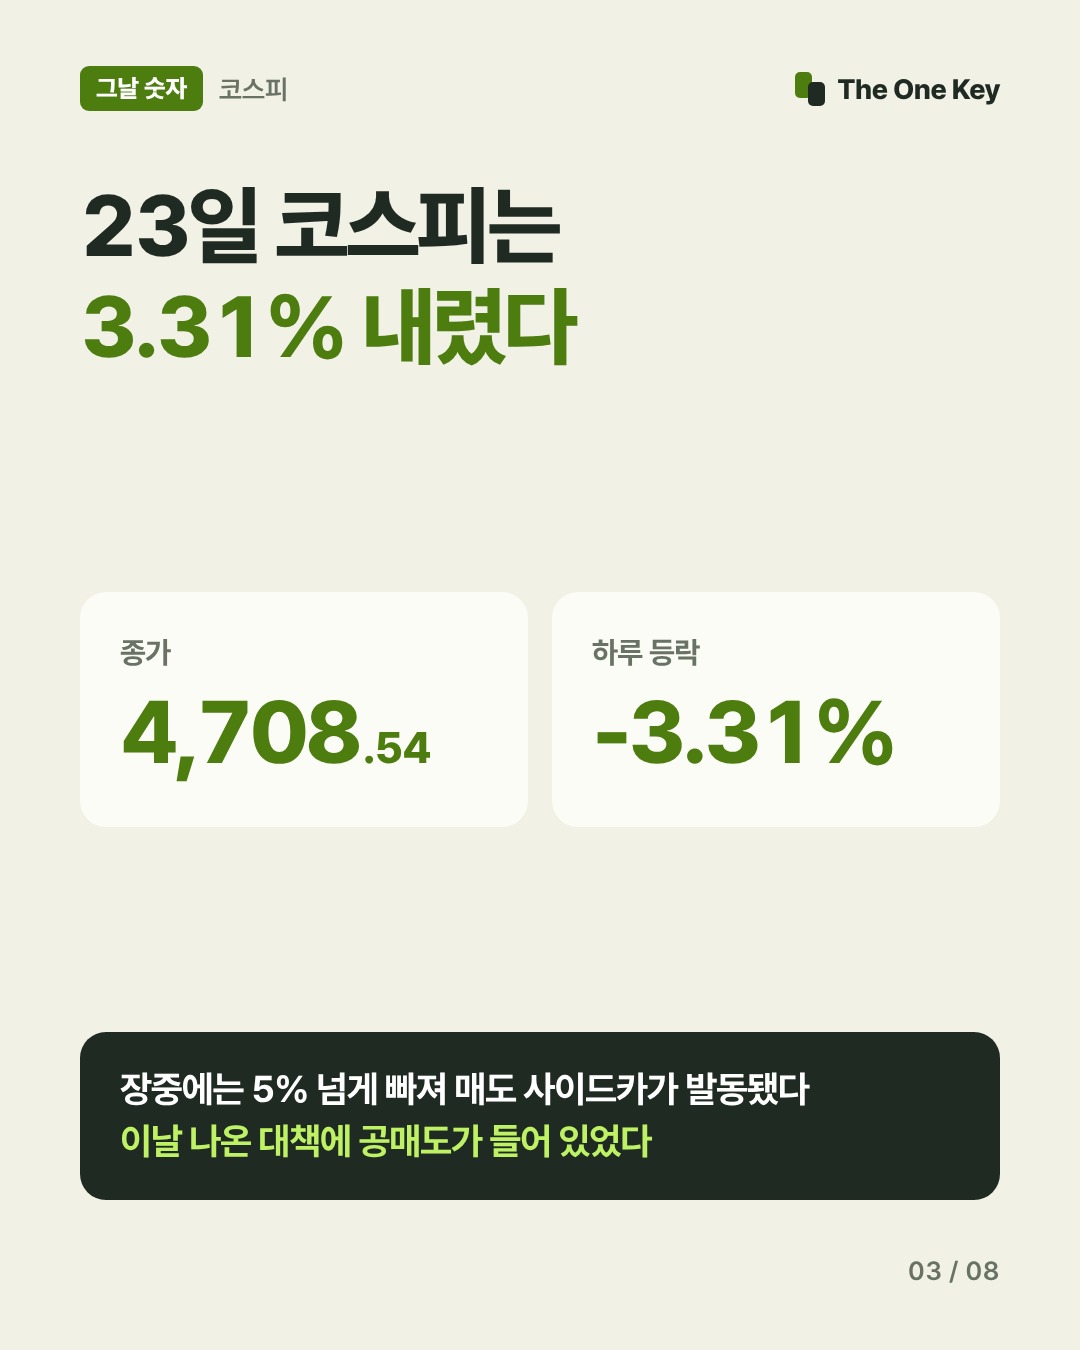 그날 숫자 코스피
The One Key
23일 코스피는
3.31% 내렸다
종가
4,708.54
하루 등락
-3.31%
장중에는 5% 넘게 빠져 매도 사이드카가 발동됐다
이날 나온 대책에 공매도가 들어 있었다
03 / 08